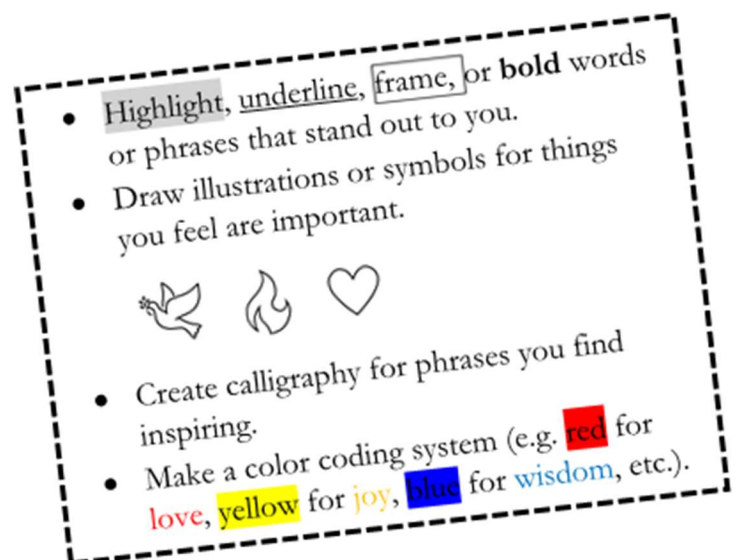 • Highlight, underline, frame, or bold words
or phrases that stand out to you.
• Draw illustrations or symbols for things
you feel are important.
• Create calligraphy for phrases you find
inspiring.
• Make a color coding system (e.g. red for
love, yellow for joy, blue for wisdom, etc.).